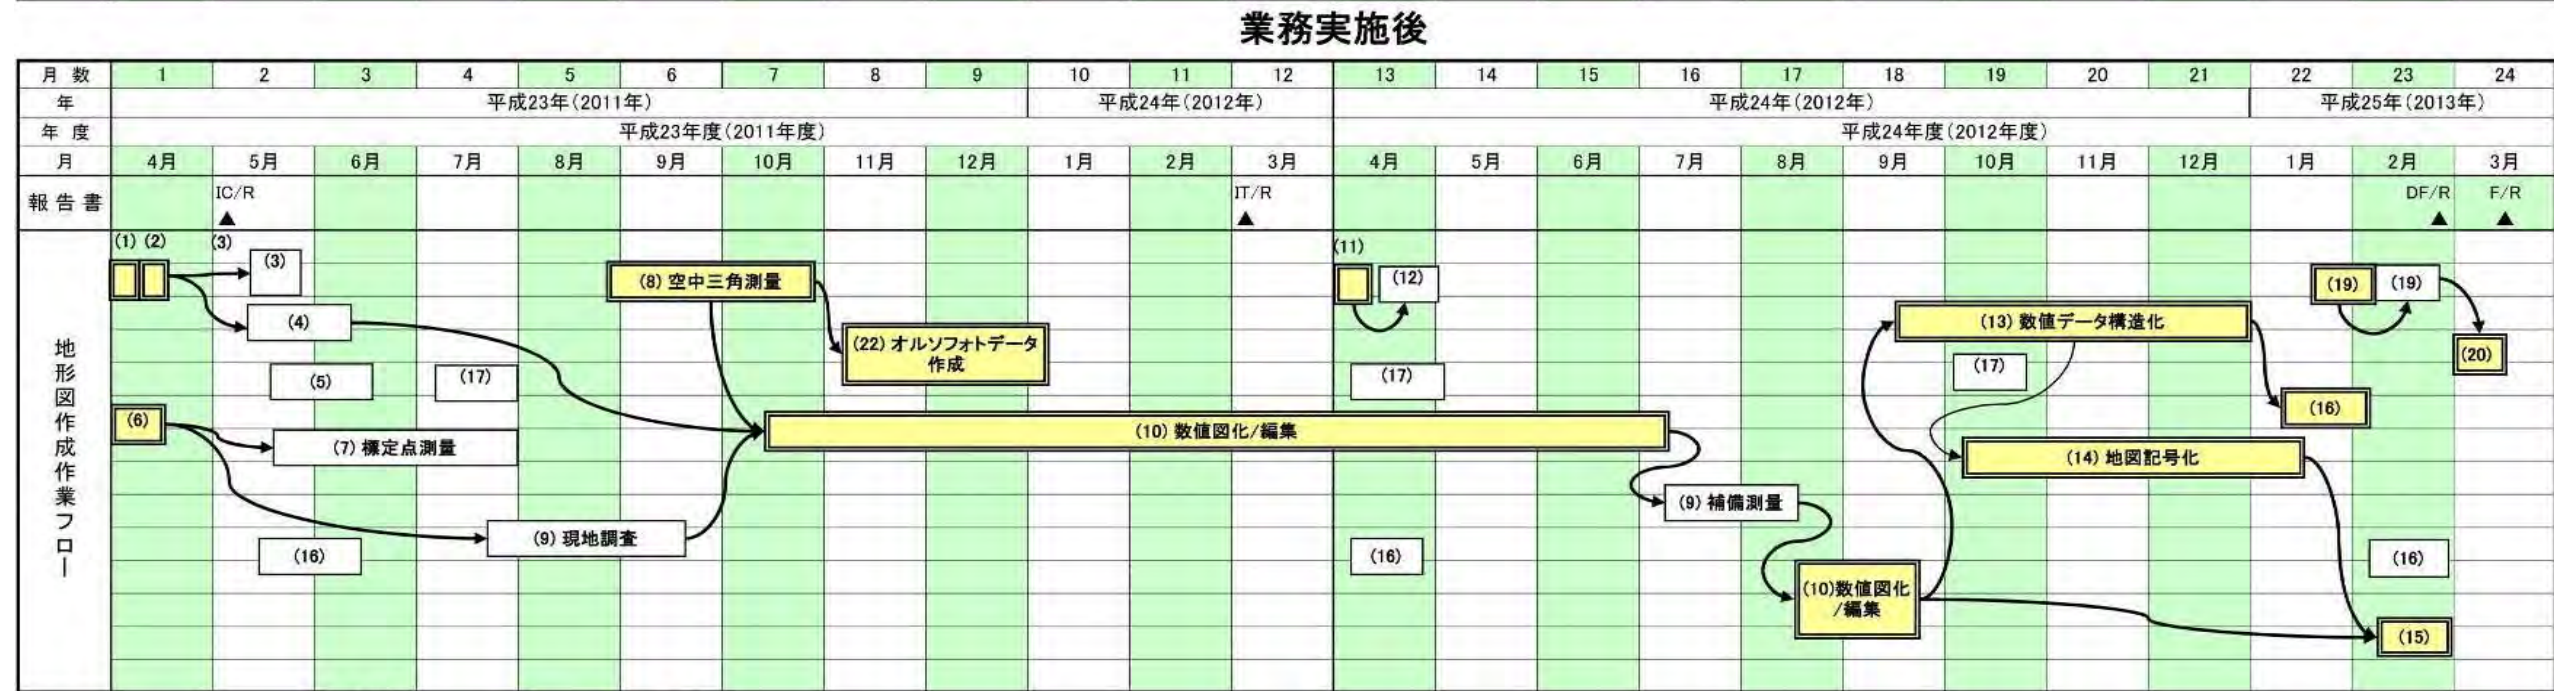 業務実施後
月 数 1 2 3 4 5 6 7 8 9 10 11 12 13 14 15 16 17 18 19 20 21 22 23 24
年 平成23年(2011年) 平成24年(2012年) 平成24年(2012年) 平成25年(2013年)
年 度 平成23年度(2011年度) 平成24年度(2012年度)
月 4月 5月 6月 7月 8月 9月 10月 11月 12月 1月 2月 3月 4月 5月 6月 7月 8月 9月 10月 11月 12月 1月 2月 3月
報 告 書 IC/R IT/R DF/R F/R
地形図作成作業フロー
(1) (2) (3)
(3)
(4)
(5)
(17)
(6)
(7)標定点測量
(9) 現地調査
(16)
(8) 空中三角測量
(22) オルソフォトデータ
作成
(10) 数値図化/編集
(11)
(12)
(17)
(16)
(9) 補備測量
(10)数値図化
/編集
(13) 数値データ構造化
(17)
(14) 地図記号化
(19)
(19)
(20)
(16)
(16)
(15)